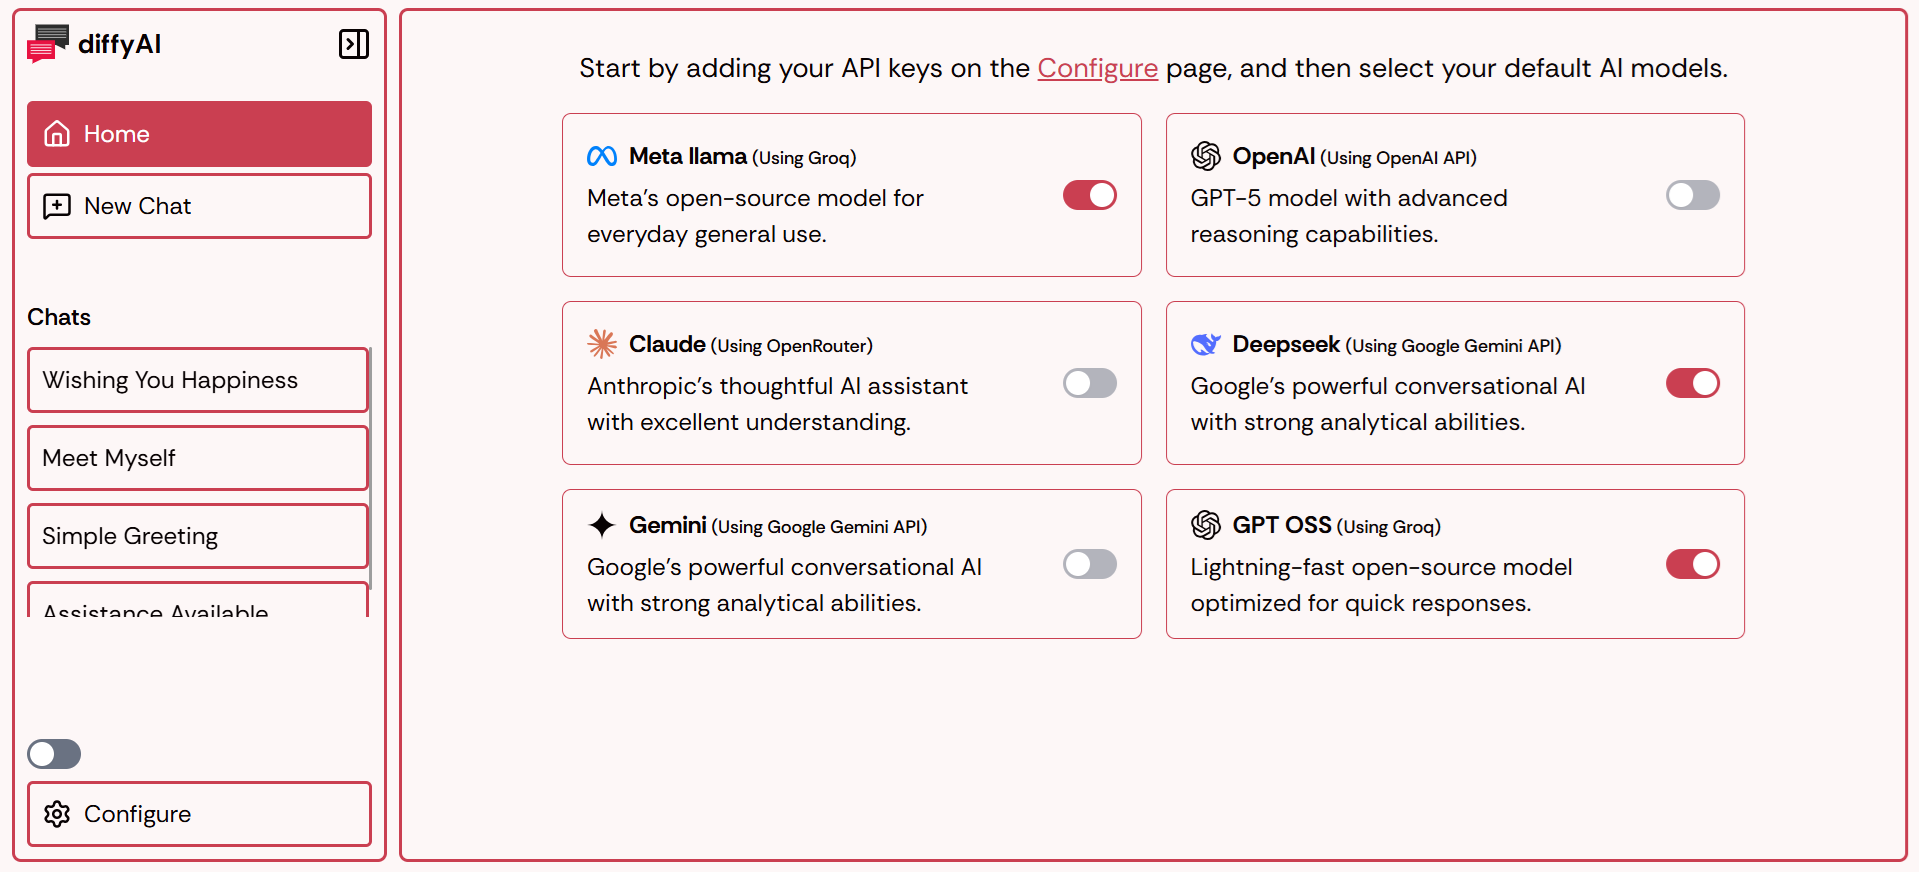 diffyAI
Home
New Chat
Chats
Wishing You Happiness
Meet Myself
Simple Greeting
Assistance Available
Configure
Start by adding your API keys on the Configure page, and then select your default AI models.
Meta llama (Using Groq)
Meta's open-source model for
everyday general use.
OpenAI (Using OpenAI API)
GPT-5 model with advanced
reasoning capabilities.
Claude (Using OpenRouter)
Anthropic's thoughtful AI assistant
with excellent understanding.
Deepseek (Using Google Gemini API)
Google's powerful conversational AI
with strong analytical abilities.
Gemini (Using Google Gemini API)
Google's powerful conversational AI
with strong analytical abilities.
GPT OSS (Using Groq)
Lightning-fast open-source model
optimized for quick responses.